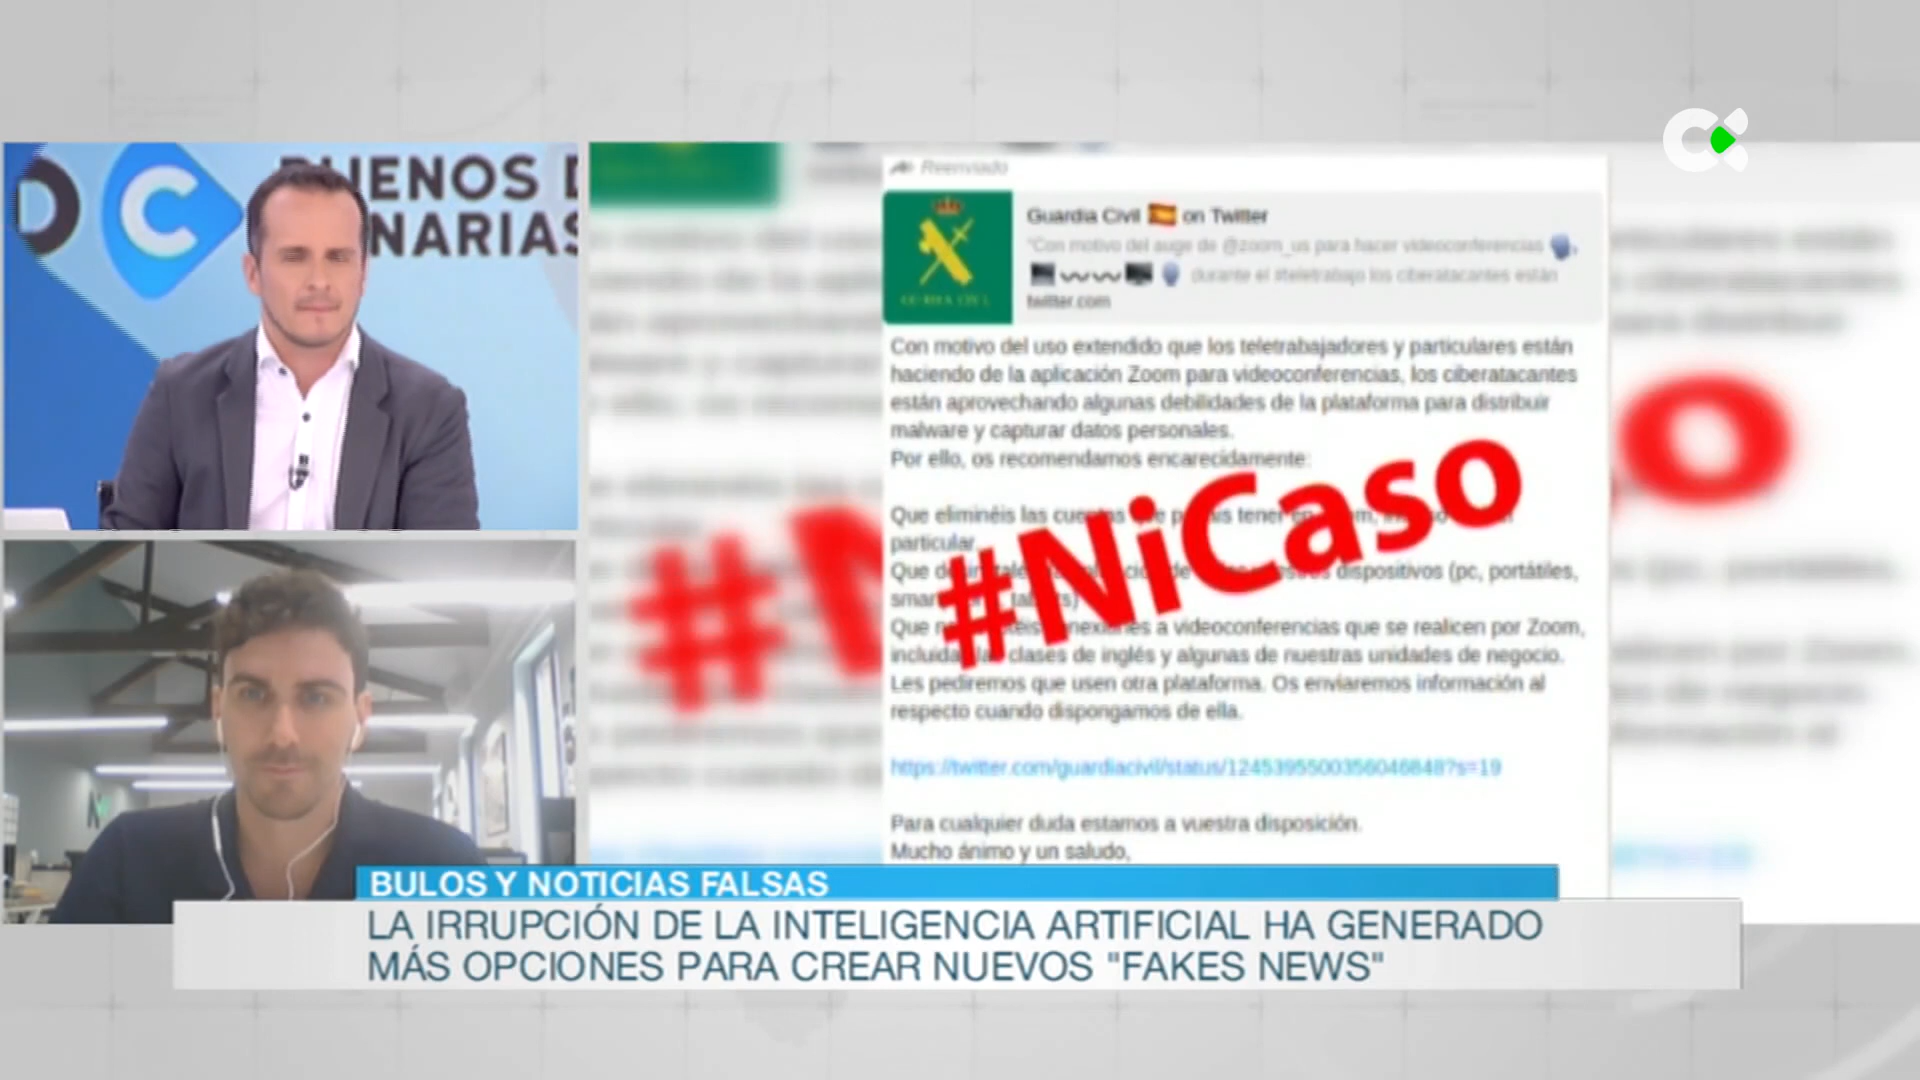 BUENOS D
NARIAS
Reenviado
Guardia Civil on Twitter
"Con motivo del auge de @zoom_us para hacer videoconferencias
durante el #teletrabajo los ciberatacantes están
twitter.com
GUARDIA CIVIL
Con motivo del uso extendido que los teletrabajadores y particulares están
haciendo de la aplicación Zoom para videoconferencias, los ciberatacantes
están aprovechando algunas debilidades de la plataforma para distribuir
malware y capturar datos personales.
Por ello, os recomendamos encarecidamente:
Que eliminéis las
particular.
Que dispositivos (pc, portátiles,
Que a videoconferencias que se realicen por Zoom,
clases de inglés y algunas de nuestras unidades de negocio.
Les pediremos que usen otra plataforma. Os enviaremos información al
respecto cuando dispongamos de ella.
#NiCaso
https://twitter.com/guardiacivil/status/1245395500356046848?s=19
Para cualquier duda estamos a vuestra disposición.
Mucho ánimo y un saludo,
BULOS Y NOTICIAS FALSAS
LA IRRUPCIÓN DE LA INTELIGENCIA ARTIFICIAL HA GENERADO
MÁS OPCIONES PARA CREAR NUEVOS "FAKES NEWS"